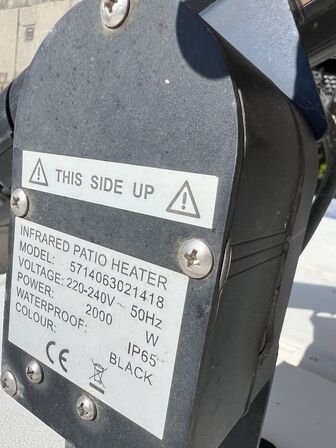 THIS SIDE UP
INFRARED PATIO HEATER
MODEL: 5714063021418
VOLTAGE: 220-240V ~ 50Hz
POWER: 2000 W
WATERPROOF: IP65
COLOUR: BLACK
CE